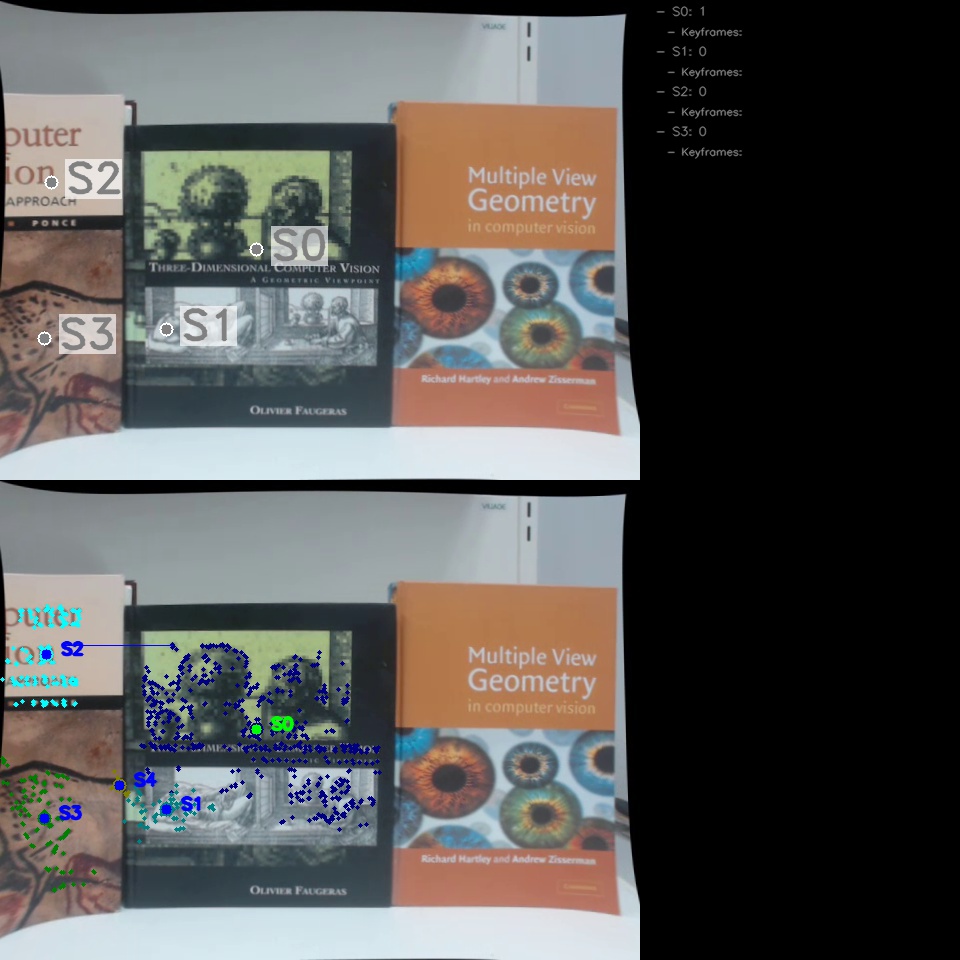 VISAGE
- S0: 1
- Keyframes:
- S1: 0
- Keyframes:
- S2: 0
- Keyframes:
- S3: 0
- Keyframes:
puter
ion
APPROACH
PONCE
S2
S0
THREE-DIMENSIONAL COMPUTER VISION
A GEOMETRIC VIEWPOINT
S1
S3
OLIVIER FAUGERAS
Multiple View
Geometry
in computer vision
Richard Hartley and Andrew Zisserman
CAMBRIDGE
S2
S0
S4
S3
S1
OLIVIER FAUGERAS
Multiple View
Geometry
in computer vision
Richard Hartley and Andrew Zisserman